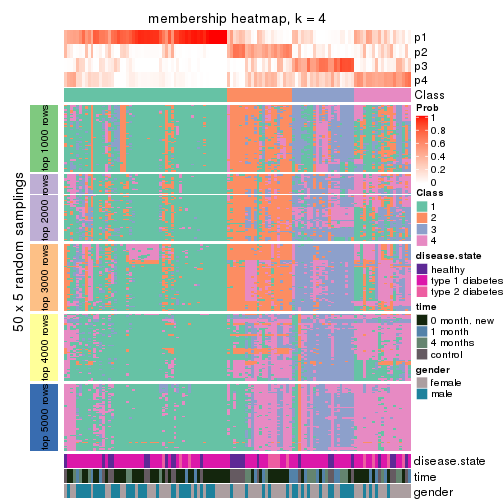 membership heatmap, k = 4
p1
p2
p3
p4
Class
50 x 5 random samplings
top 1000 rows
top 2000 rows
top 3000 rows
top 4000 rows
top 5000 rows
Prob
1
0.8
0.6
0.4
0.2
0
Class
1
2
3
4
disease.state
healthy
type 1 diabetes
type 2 diabetes
time
0 month. new
1 month
4 months
control
gender
female
male
disease.state
time
gender